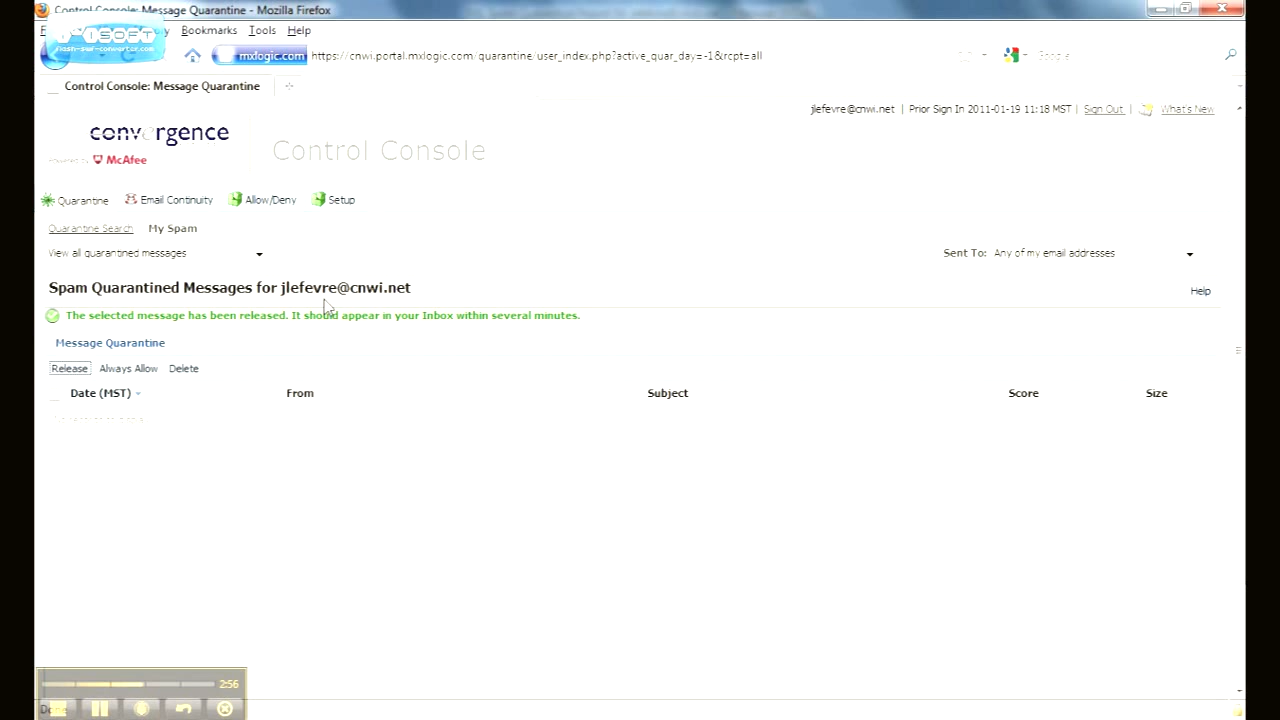 Control Console: Message Quarantine - Mozilla Firefox
Bookmarks Tools Help
mxlogic.com https://cnwi.portal.mxlogic.com/quarantine/user_index.php?active_quar_day=-1&rcpt=all Google
Control Console: Message Quarantine
jlefevre@cnwi.net | Prior Sign In 2011-01-19 11:18 MST | Sign Out | What's New
convergence
Powered by McAfee
Control Console
Quarantine Email Continuity Allow/Deny Setup
Quarantine Search My Spam
View all quarantined messages Sent To: Any of my email addresses
Spam Quarantined Messages for jlefevre@cnwi.net
Help
The selected message has been released. It should appear in your Inbox within several minutes.
Message Quarantine
Release Always Allow Delete
Date (MST) From Subject Score Size
2:56